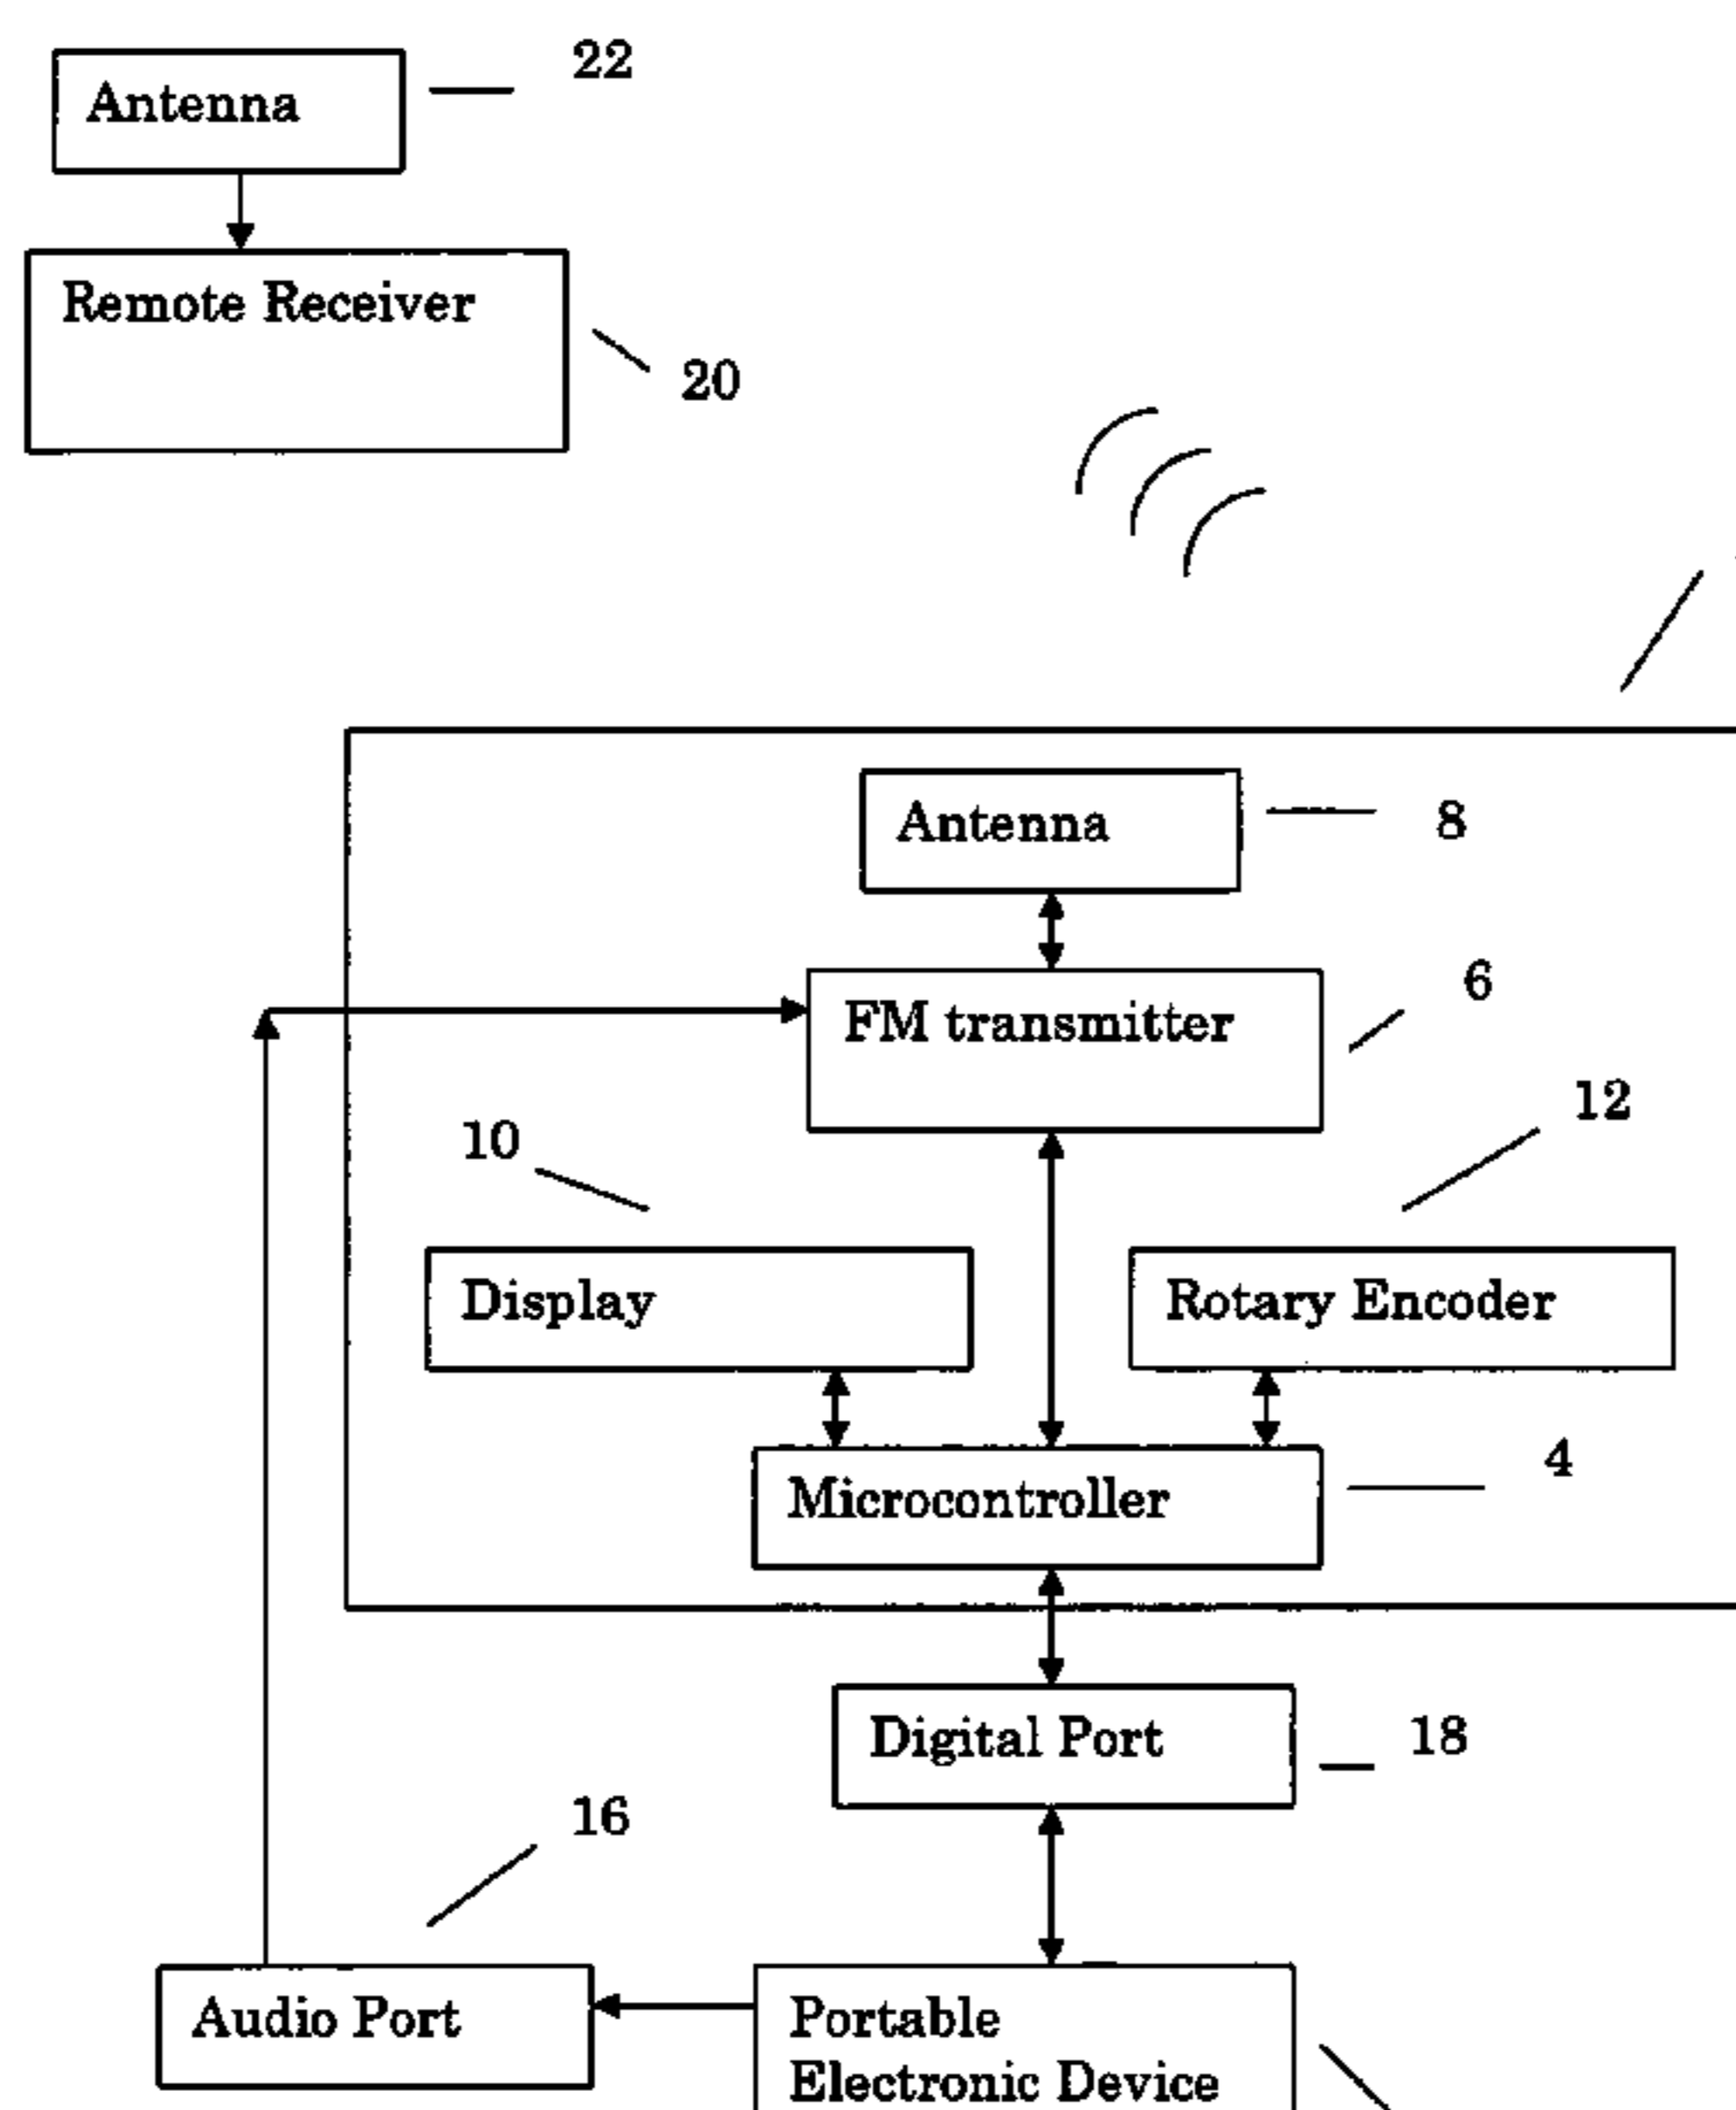 22
Antenna
Remote Receiver
20
Antenna
8
6
FM transmitter
12
10
Display
Rotary Encoder
4
Microcontroller
Digital Port
18
16
Audio Port
Portable
Electronic Device